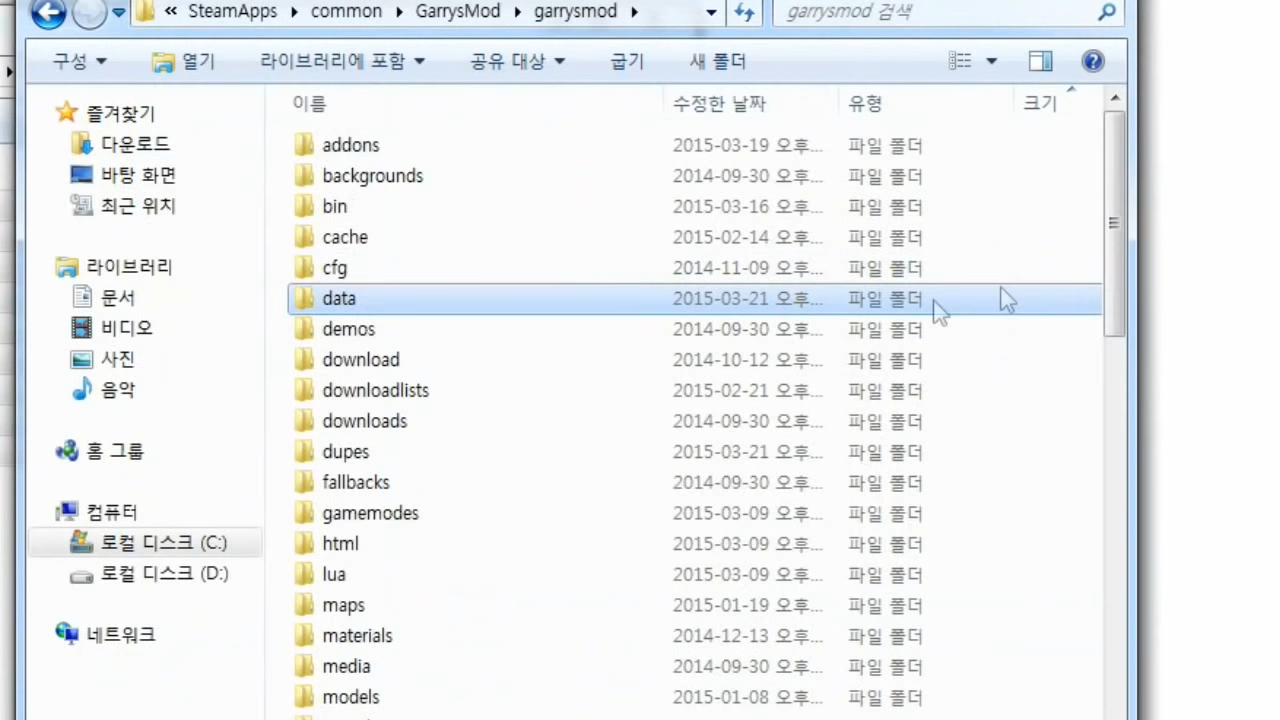 « SteamApps ▸ common ▸ GarrysMod ▸ garrysmod ▸ garrysmod 검색
구성 열기 라이브러리에 포함 공유 대상 굽기 새 폴더
즐겨찾기
다운로드
바탕 화면
최근 위치
라이브러리
문서
비디오
사진
음악
홈 그룹
컴퓨터
로컬 디스크 (C:)
로컬 디스크 (D:)
네트워크
이름 수정한 날짜 유형 크기
addons 2015-03-19 오후... 파일 폴더
backgrounds 2014-09-30 오후... 파일 폴더
bin 2015-03-16 오후... 파일 폴더
cache 2015-02-14 오후... 파일 폴더
cfg 2014-11-09 오후... 파일 폴더
data 2015-03-21 오후... 파일 폴더
demos 2014-09-30 오후... 파일 폴더
download 2014-10-12 오후... 파일 폴더
downloadlists 2015-02-21 오후... 파일 폴더
downloads 2014-09-30 오후... 파일 폴더
dupes 2015-03-21 오후... 파일 폴더
fallbacks 2014-09-30 오후... 파일 폴더
gamemodes 2015-03-09 오후... 파일 폴더
html 2015-03-09 오후... 파일 폴더
lua 2015-03-09 오후... 파일 폴더
maps 2015-01-19 오후... 파일 폴더
materials 2014-12-13 오후... 파일 폴더
media 2014-09-30 오후... 파일 폴더
models 2015-01-08 오후... 파일 폴더